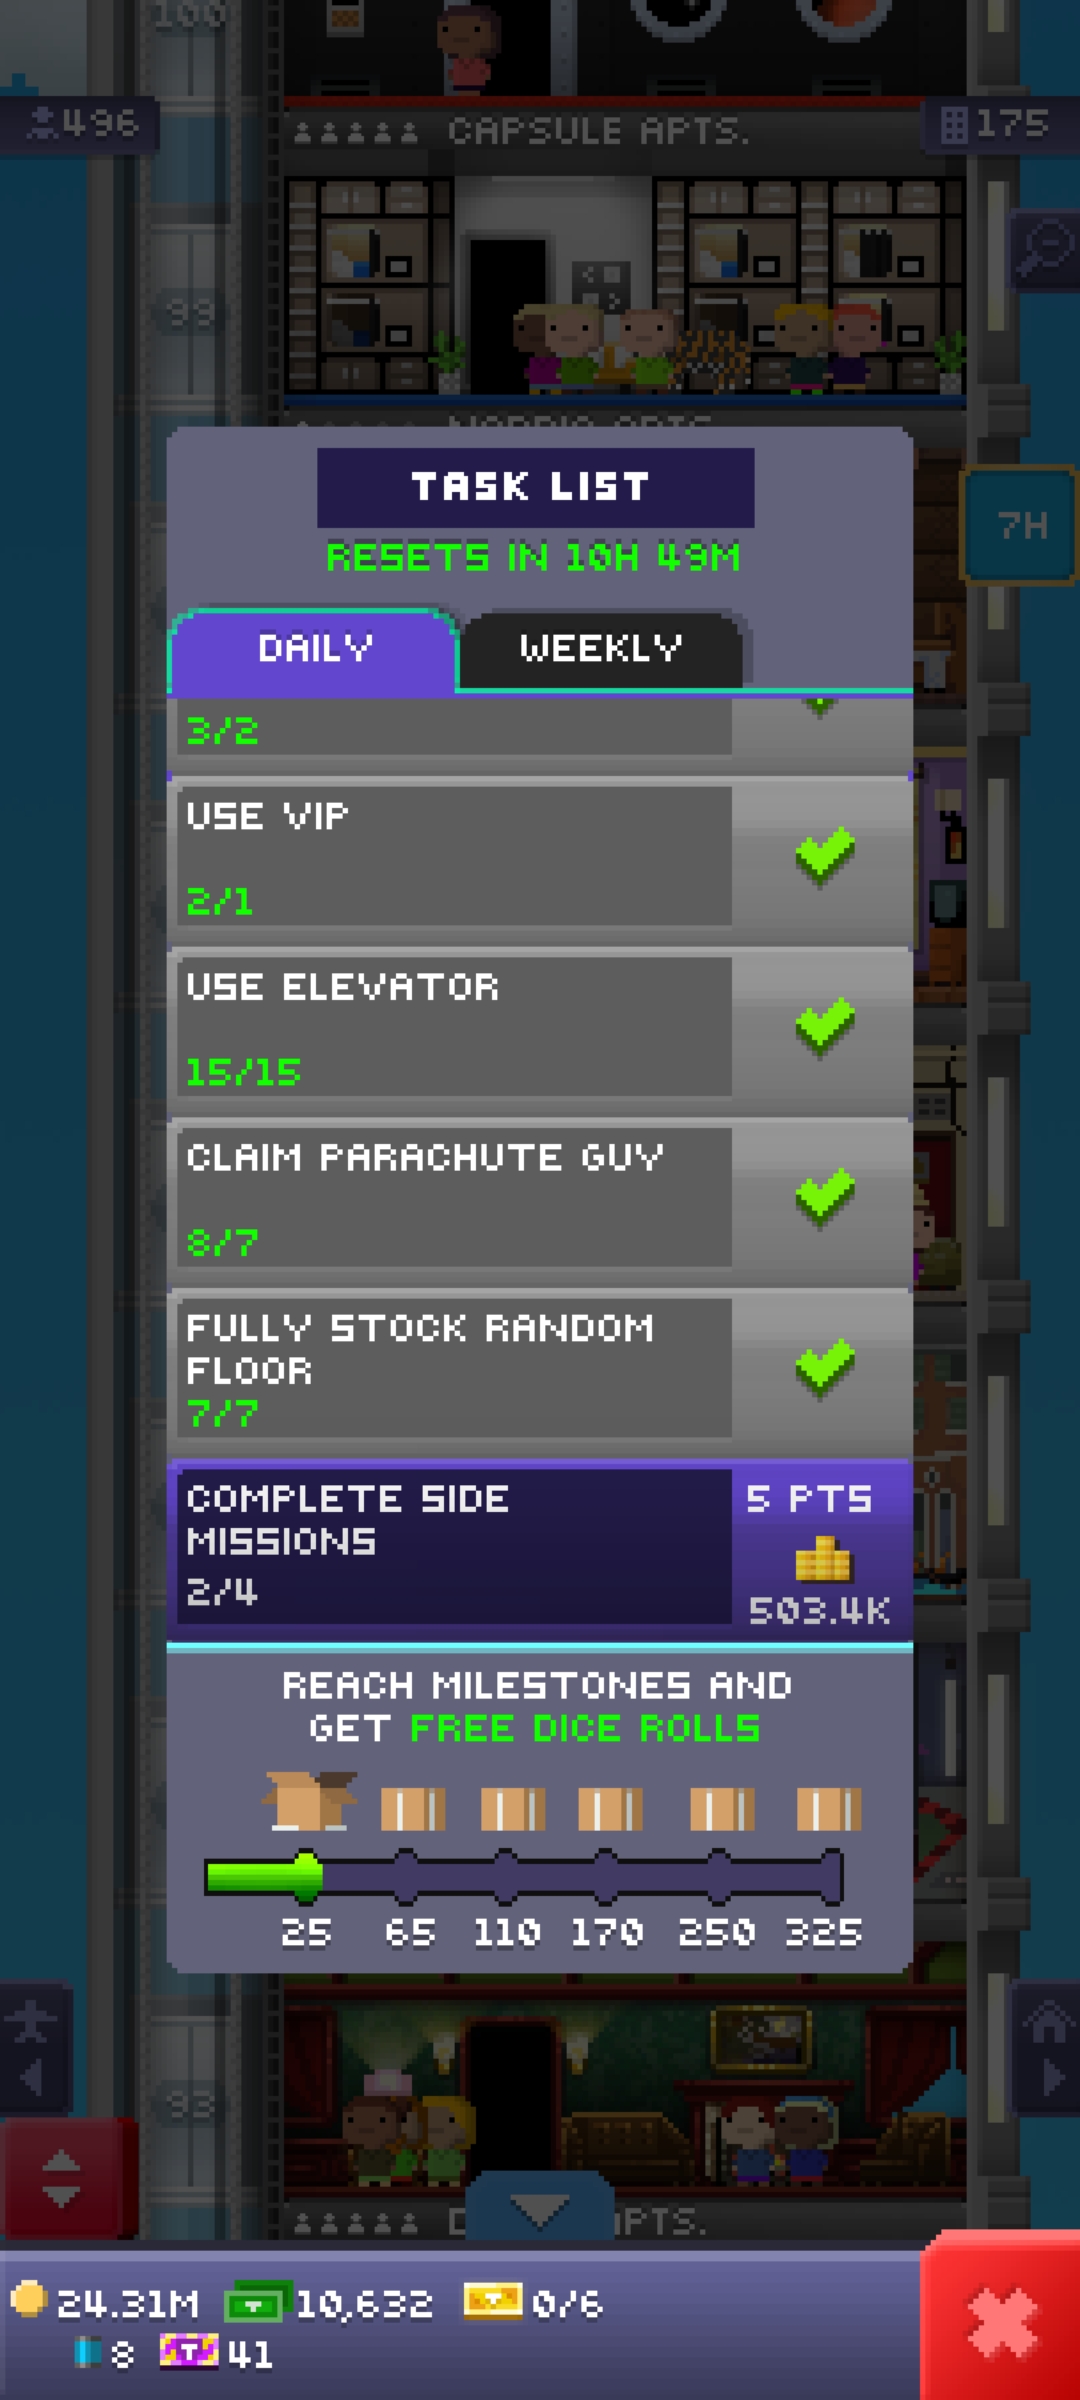 100
496
CAPSULE APTS.
175
99
TASK LIST
RESETS IN 10H 49M
7H
DAILY
WEEKLY
3/2
USE VIP
2/1
USE ELEVATOR
15/15
CLAIM PARACHUTE GUY
8/7
FULLY STOCK RANDOM
FLOOR
7/7
COMPLETE SIDE
MISSIONS
2/4
5 PTS
503.4K
REACH MILESTONES AND
GET FREE DICE ROLLS
25 65 110 170 250 325
93
APTS.
24.31M 10,632 0/6
8 41